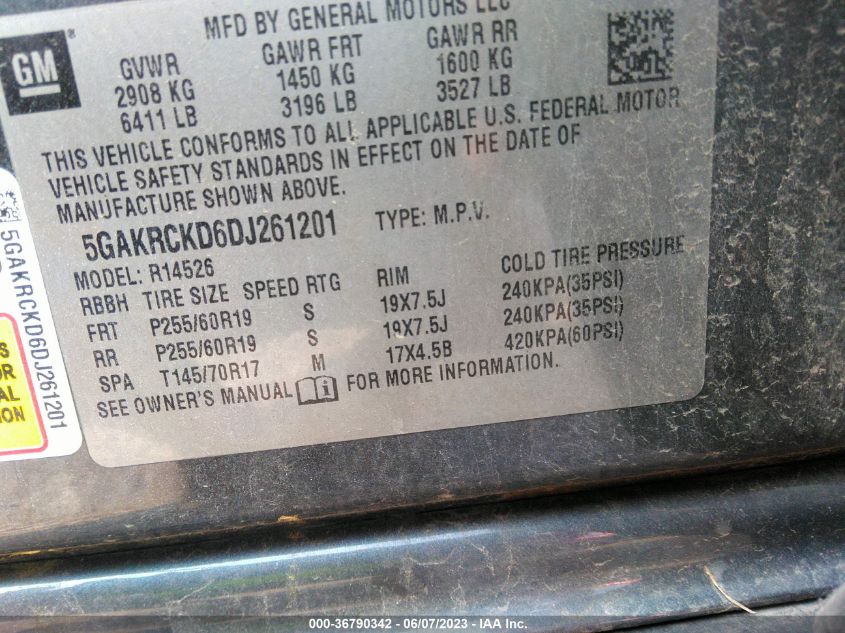 MFD BY GENERAL MOTORS LLC
GM ®
GVWR GAWR FRT GAWR RR
2908 KG 1450 KG 1600 KG
6411 LB 3196 LB 3527 LB
THIS VEHICLE CONFORMS TO ALL APPLICABLE U.S. FEDERAL MOTOR
VEHICLE SAFETY STANDARDS IN EFFECT ON THE DATE OF
MANUFACTURE SHOWN ABOVE.
5GAKRCKD6DJ261201 TYPE: M.P.V.
MODEL: R14526
RBBH TIRE SIZE SPEED RTG RIM COLD TIRE PRESSURE
FRT P255/60R19 S 19X7.5J 240KPA(35PSI)
RR P255/60R19 S 19X7.5J 240KPA(35PSI)
SPA T145/70R17 M 17X4.5B 420KPA(60PSI)
SEE OWNER'S MANUAL FOR MORE INFORMATION.
5GAKRCKD6DJ261201
000-36790342 - 06/07/2023 - IAA Inc.